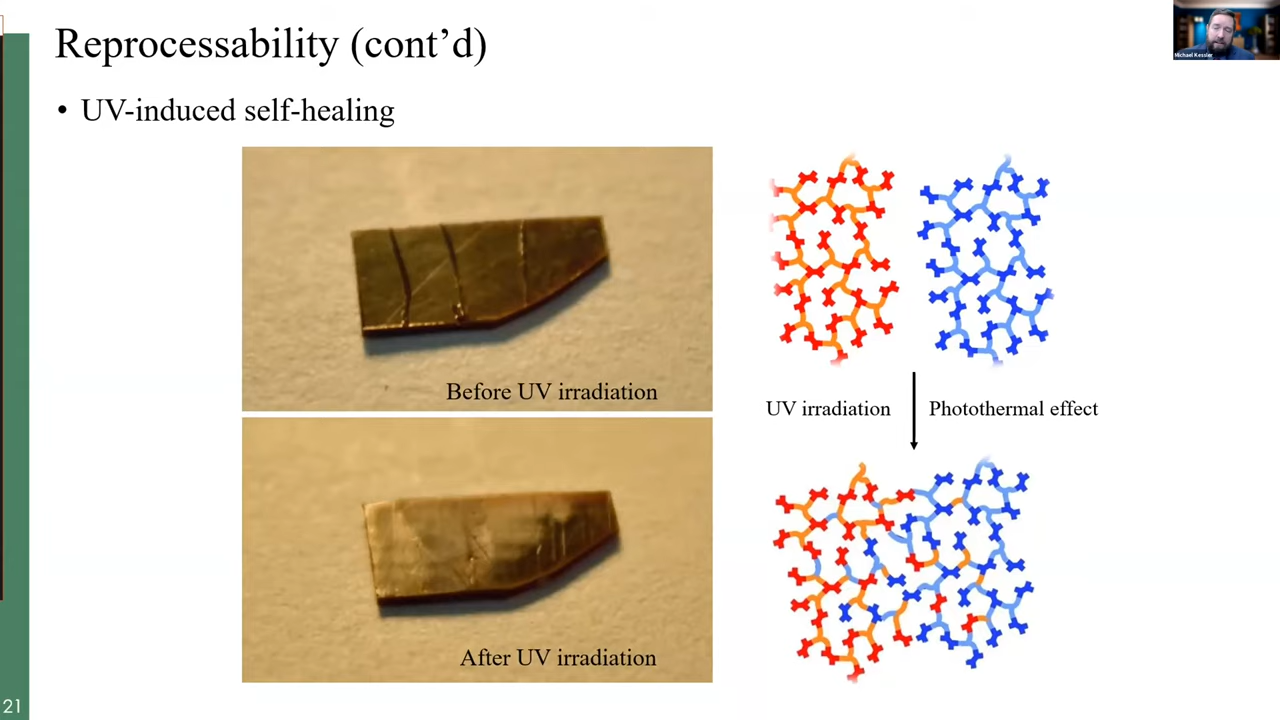 Reprocessability (cont’d)
• UV-induced self-healing
Before UV irradiation
After UV irradiation
UV irradiation
Photothermal effect
Michael Kessler
21